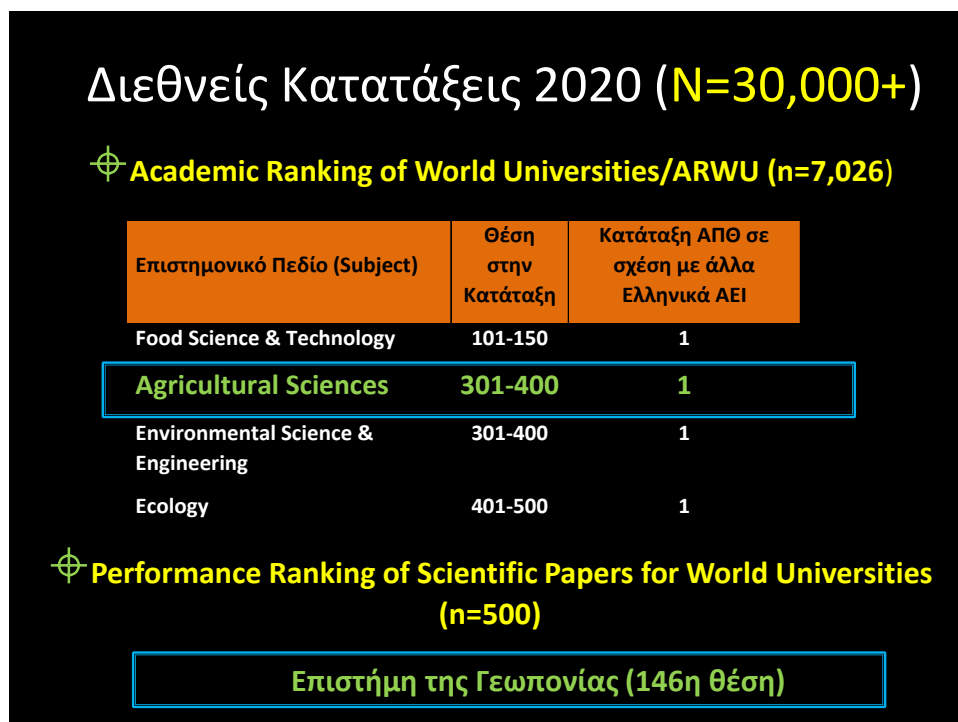 Διεθνείς Κατατάξεις 2020 (N=30,000+)
Academic Ranking of World Universities/ARWU (n=7,026)
Επιστημονικό Πεδίο (Subject)
Θέση
στην
Κατάταξη
Κατάταξη ΑΠΘ σε
σχέση με άλλα
Ελληνικά ΑΕΙ
Food Science & Technology 101-150 1
Agricultural Sciences 301-400 1
Environmental Science & 301-400 1
Engineering
Ecology 401-500 1
Performance Ranking of Scientific Papers for World Universities
(n=500)
Επιστήμη της Γεωπονίας (146η θέση)